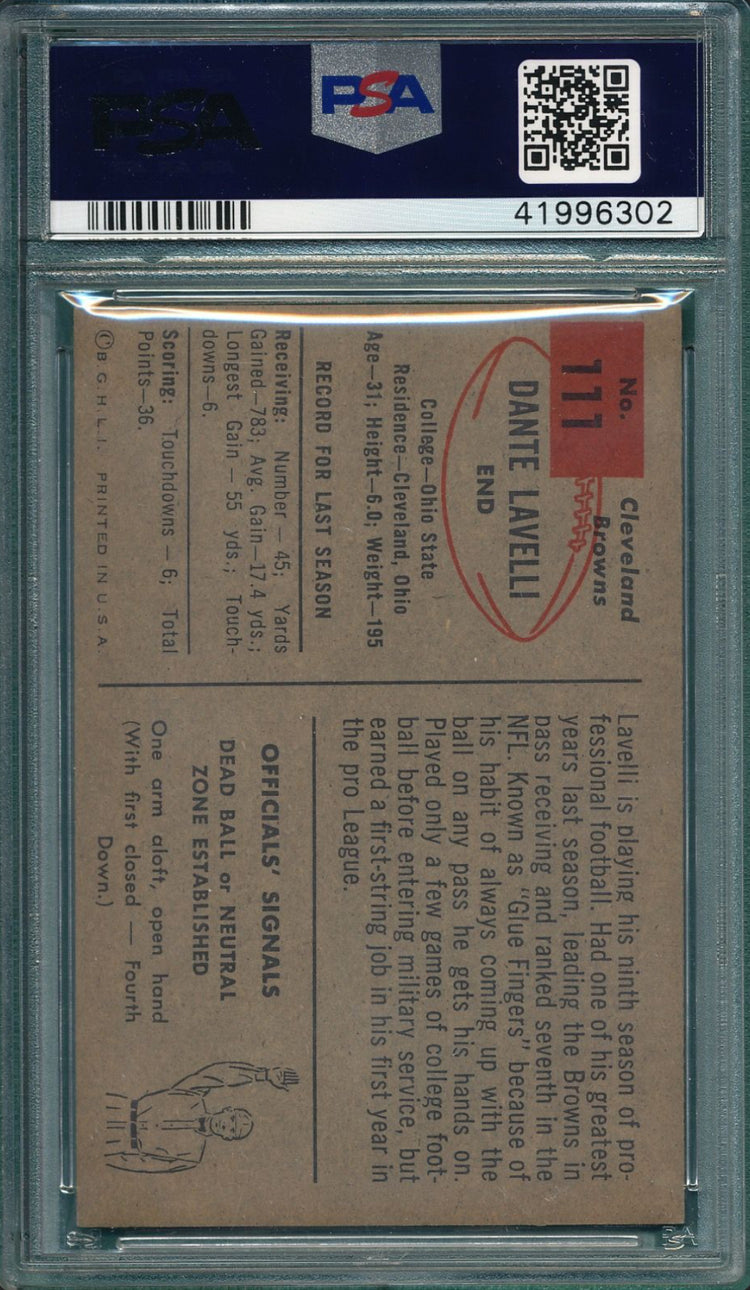 PSA
PSA
41996302
No.
111
Cleveland
Browns
DANTE LAVELLI
END
College—Ohio State
Residence—Cleveland, Ohio
Age—31; Height—6.0; Weight—195
RECORD FOR LAST SEASON
Receiving: Number — 45; Yards
Gained—783; Avg. Gain—17.4 yds.;
Longest Gain — 55 yds.; Touch-
downs—6.
Scoring: Touchdowns — 6; Total
Points—36.
©B.G.H.L.I. PRINTED IN U.S.A.
Lavelli is playing his ninth season of pro-
fessional football. Had one of his greatest
years last season, leading the Browns in
pass receiving and ranked seventh in the
NFL. Known as "Glue Fingers" because of
his habit of always coming up with the
ball on any pass he gets his hands on.
Played only a few games of college foot-
ball before entering military service, but
earned a first-string job in his first year in
the pro League.
OFFICIALS' SIGNALS
DEAD BALL or NEUTRAL
ZONE ESTABLISHED
One arm aloft, open hand
(With first closed — Fourth
Down.)